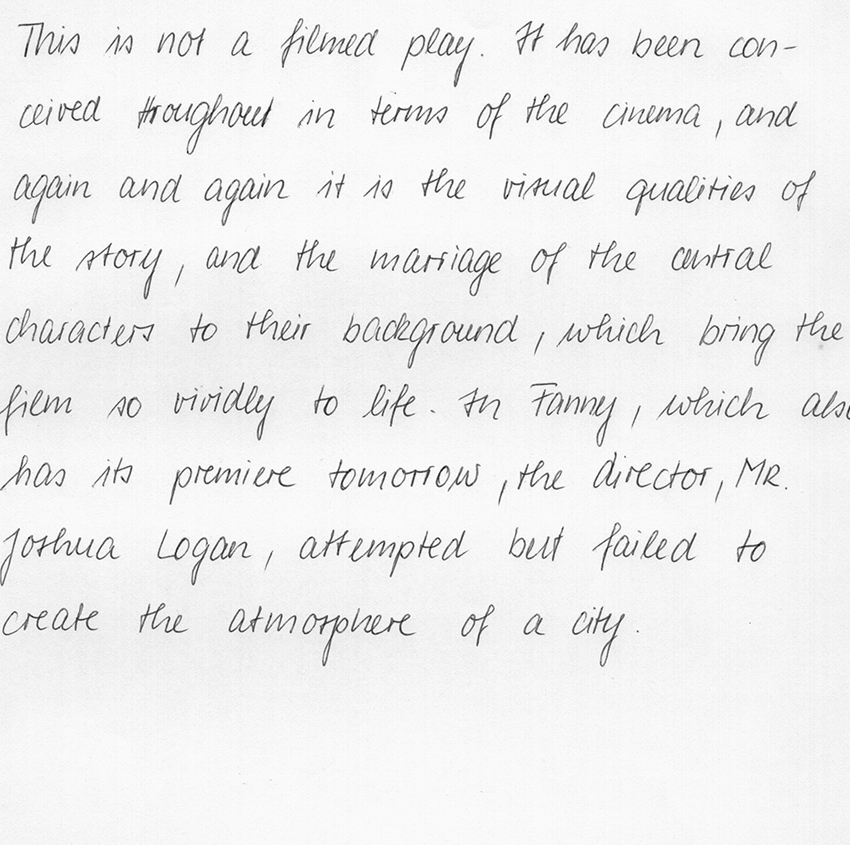 This is not a filmed play. It has been con-
ceived throughout in terms of the cinema, and
again and again it is the visual qualities of
the story, and the marriage of the central
characters to their background, which bring the
film so vividly to life. In Fanny, which also
has its premiere tomorrow, the director, Mr.
Joshua Logan, attempted but failed to
create the atmosphere of a city.